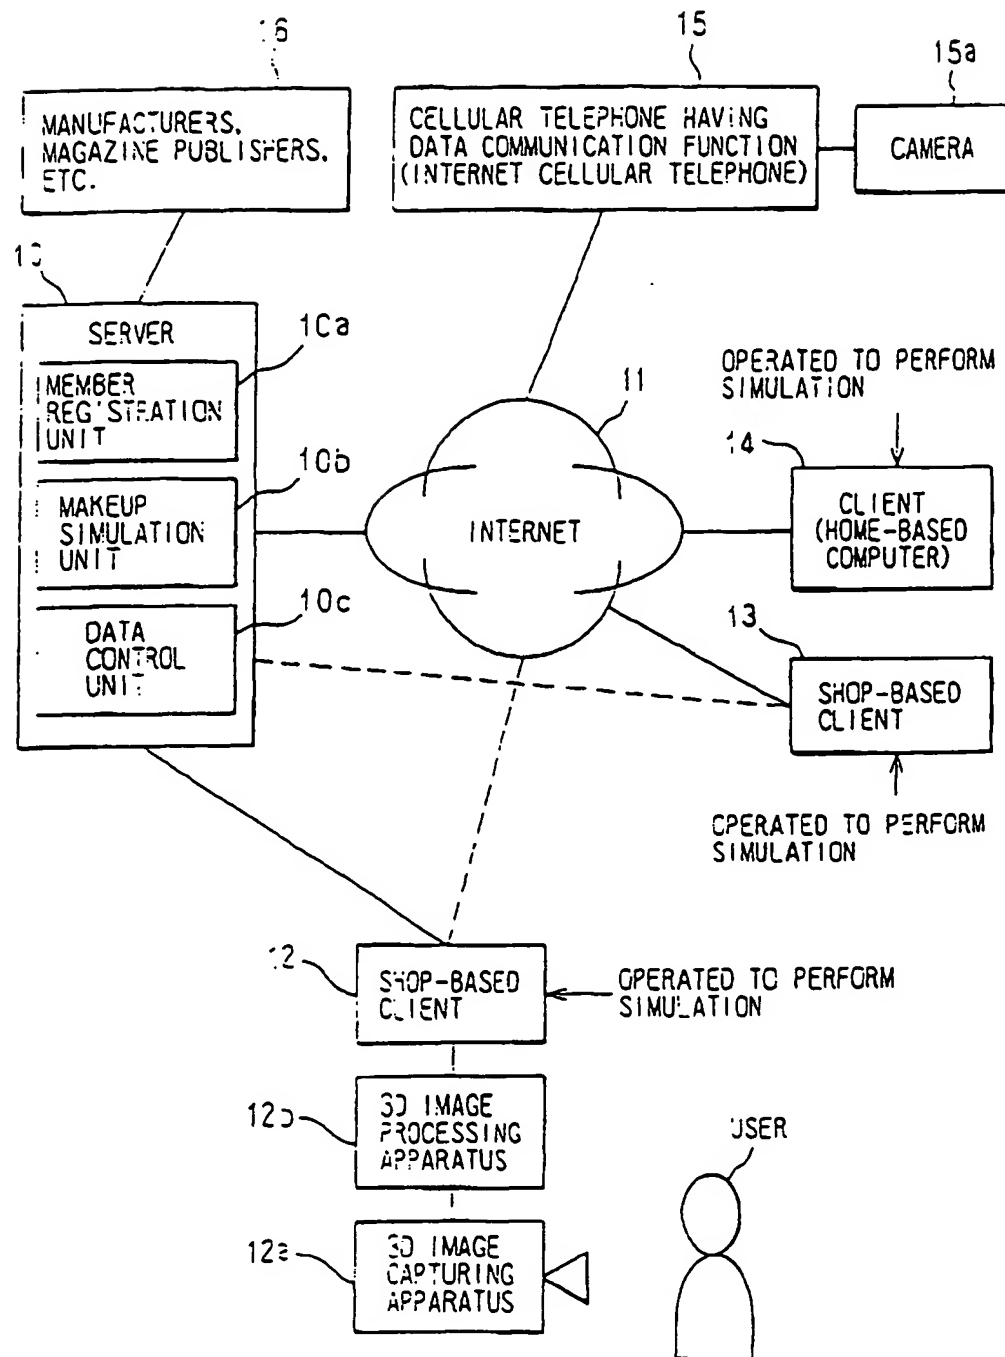 16
MANUFACTURERS,
MAGAZINE PUBLISHERS,
ETC.
15
CELLULAR TELEPHONE HAVING
DATA COMMUNICATION FUNCTION
(INTERNET CELLULAR TELEPHONE)
15a
CAMERA
10
SERVER
10a
MEMBER
REGISTRATION
UNIT
10b
MAKEUP
SIMULATION
UNIT
10c
DATA
CONTROL
UNIT
11
INTERNET
OPERATED TO PERFORM
SIMULATION
14
CLIENT
(HOME-BASED
COMPUTER)
13
SHOP-BASED
CLIENT
OPERATED TO PERFORM
SIMULATION
12
SHOP-BASED
CLIENT
OPERATED TO PERFORM
SIMULATION
12b
3D IMAGE
PROCESSING
APPARATUS
12a
3D IMAGE
CAPTURING
APPARATUS
USER